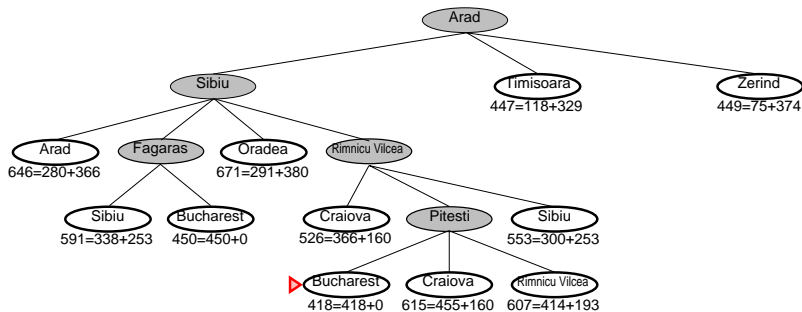 Arad
Sibiu
Timisoara
Zerind
447=118+329
449=75+374
Arad
Fagaras
Oradea
Rimnicu Vilcea
646=280+366
671=291+380
Sibiu
Bucharest
Craiova
Pitesti
Sibiu
591=338+253
450=450+0
526=366+160
553=300+253
Bucharest
Craiova
Rimnicu Vilcea
418=418+0
615=455+160
607=414+193